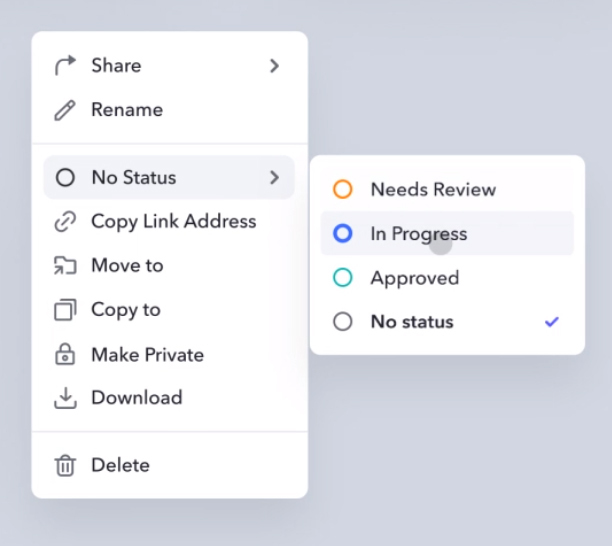 Share
Rename
No Status
Copy Link Address
Move to
Copy to
Make Private
Download
Delete
Needs Review
In Progress
Approved
No status